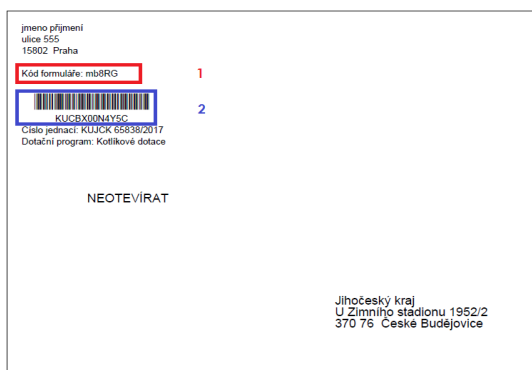 jmeno přijmení
ulice 555
15802 Praha
Kód formuláře: mb8RG
1
KUCBX00N4Y5C
2
Číslo jednací: KUJCK 65838/2017
Dotační program: Kotlíkové dotace
NEOTEVÍRAT
Jihočeský kraj
U Zimního stadionu 1952/2
370 76 České Budějovice